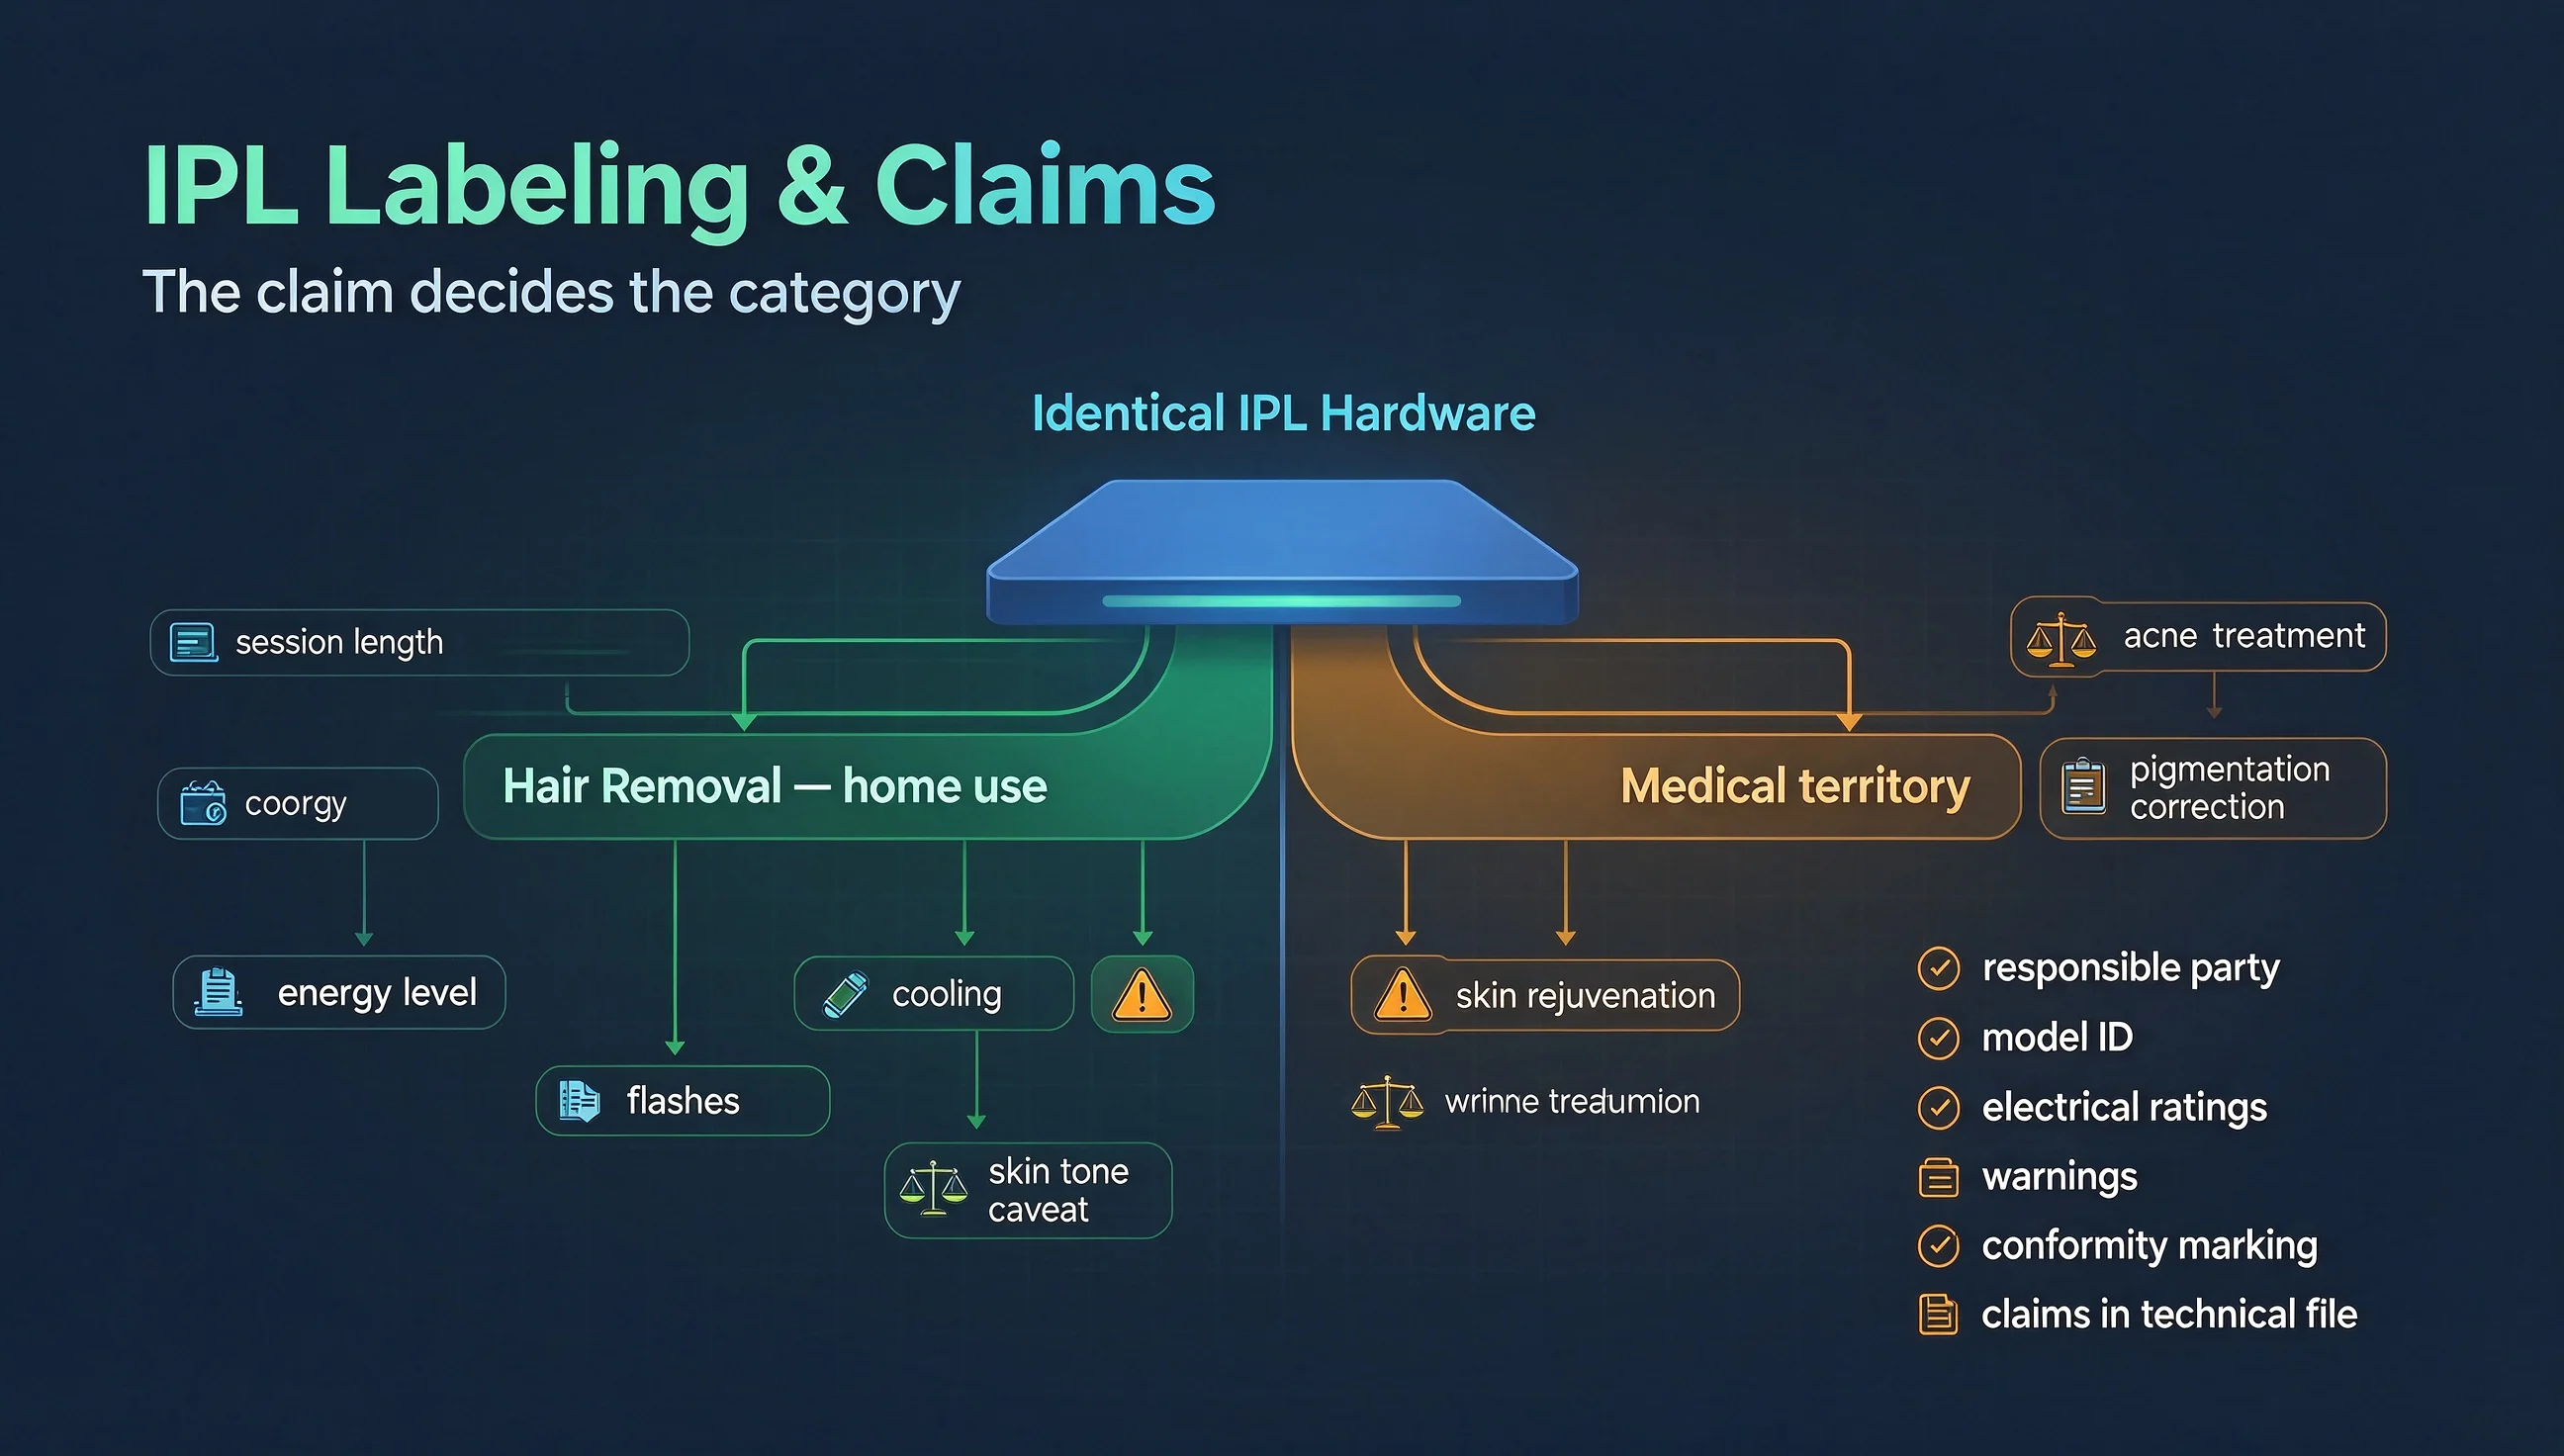 IPL Labeling & Claims
The claim decides the category
Identical IPL Hardware
session length
acne treatment
Hair Removal — home use
Medical territory
pigmentation
correction
coorgy
energy level
cooling
skin rejuvenation
flashes
wrinne
skin tone
caveat
responsible party
model ID
electrical ratings
warnings
conformity marking
claims in technical file